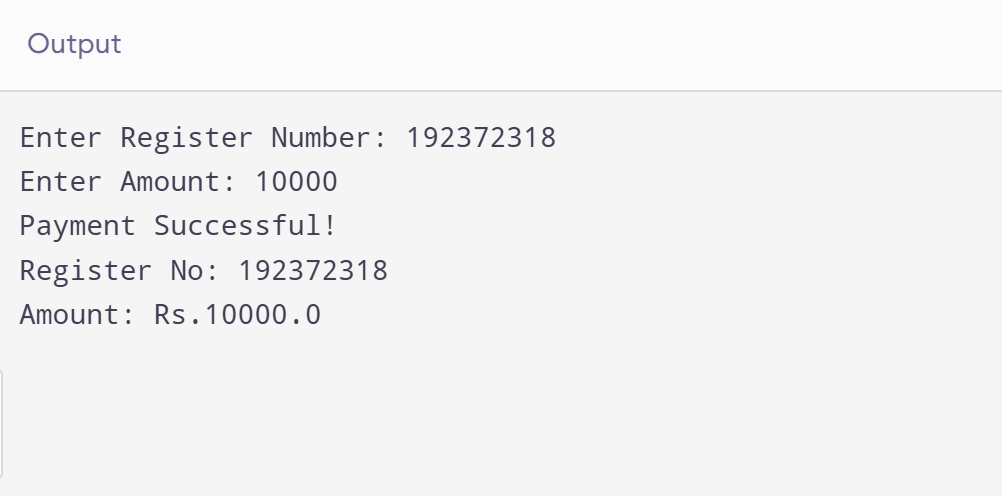 Output
Enter Register Number: 192372318
Enter Amount: 10000
Payment Successful!
Register No: 192372318
Amount: Rs.10000.0